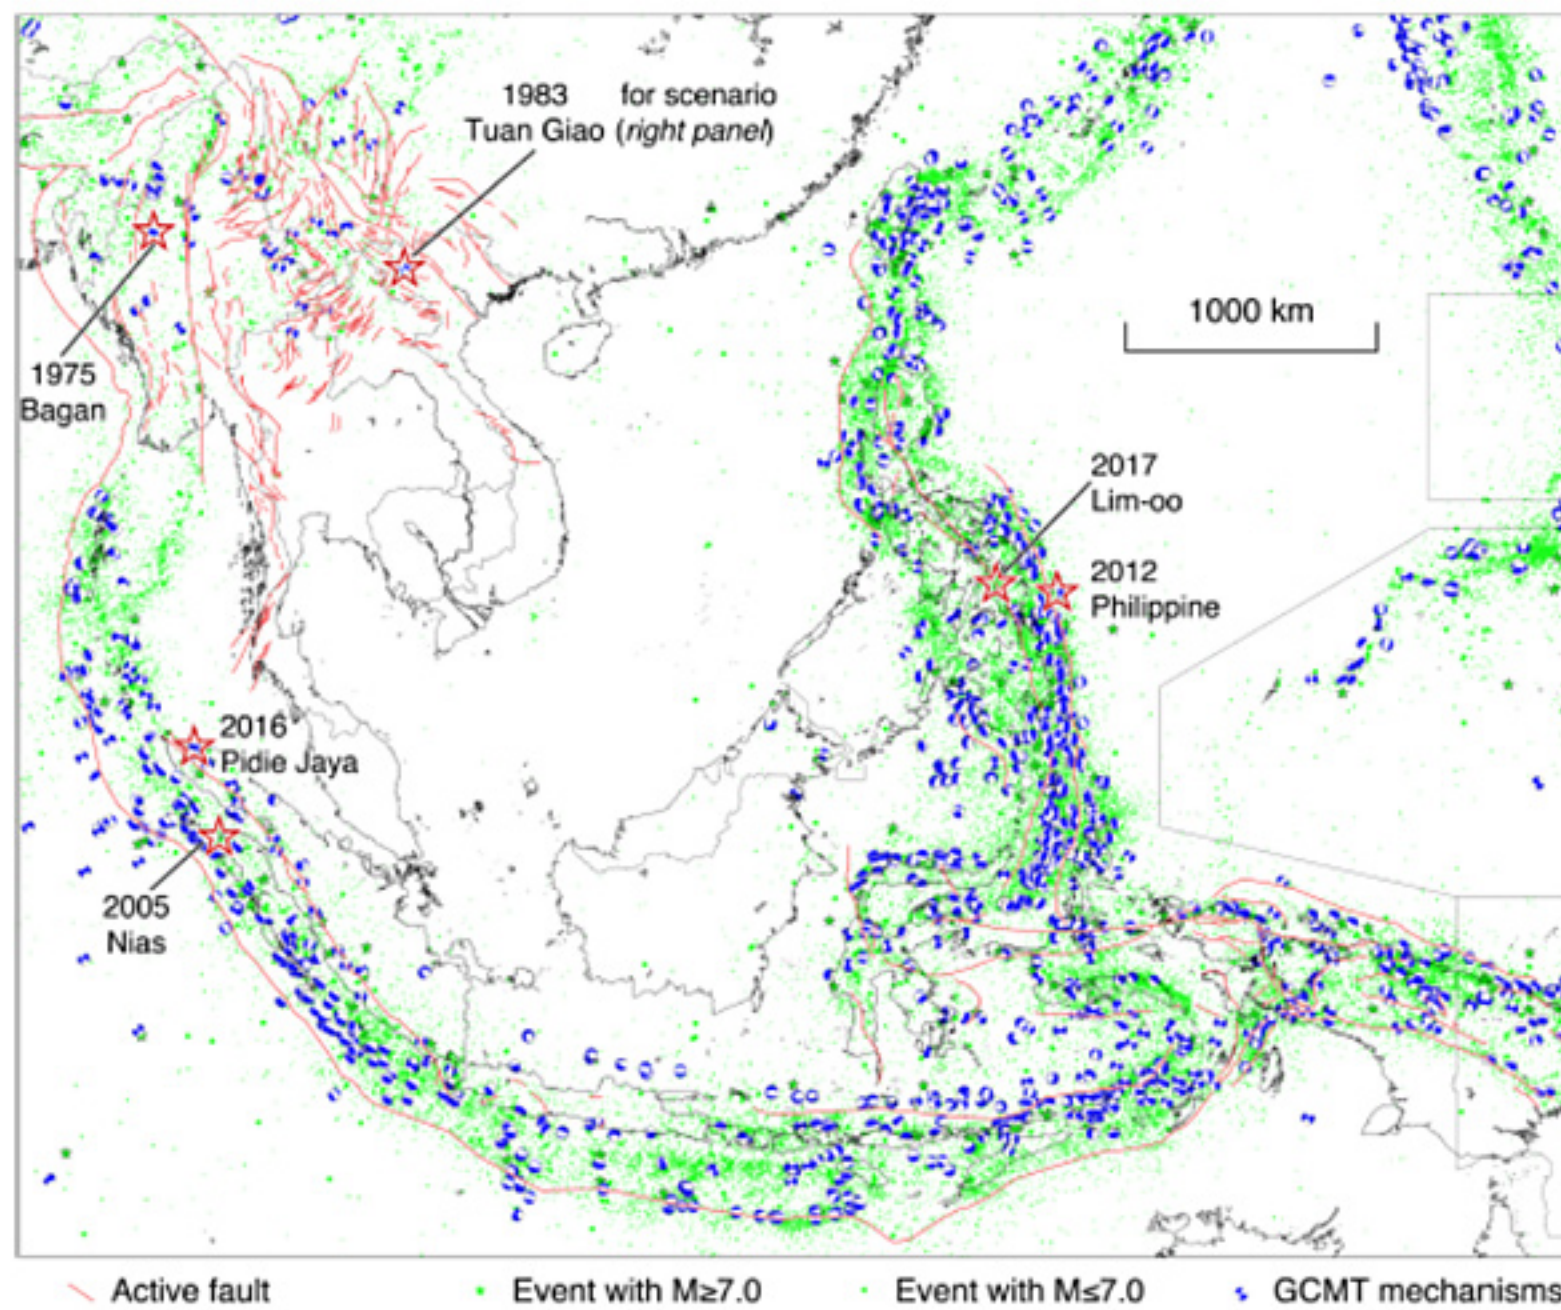 1983 for scenario
Tuan Giao (right panel)
1000 km
1975
Bagan
2017
Lim-oo
2012
Philippine
2016
Pidie Jaya
2005
Nias
Active fault
Event with M≥7.0
Event with M≤7.0
GCMT mechanisms